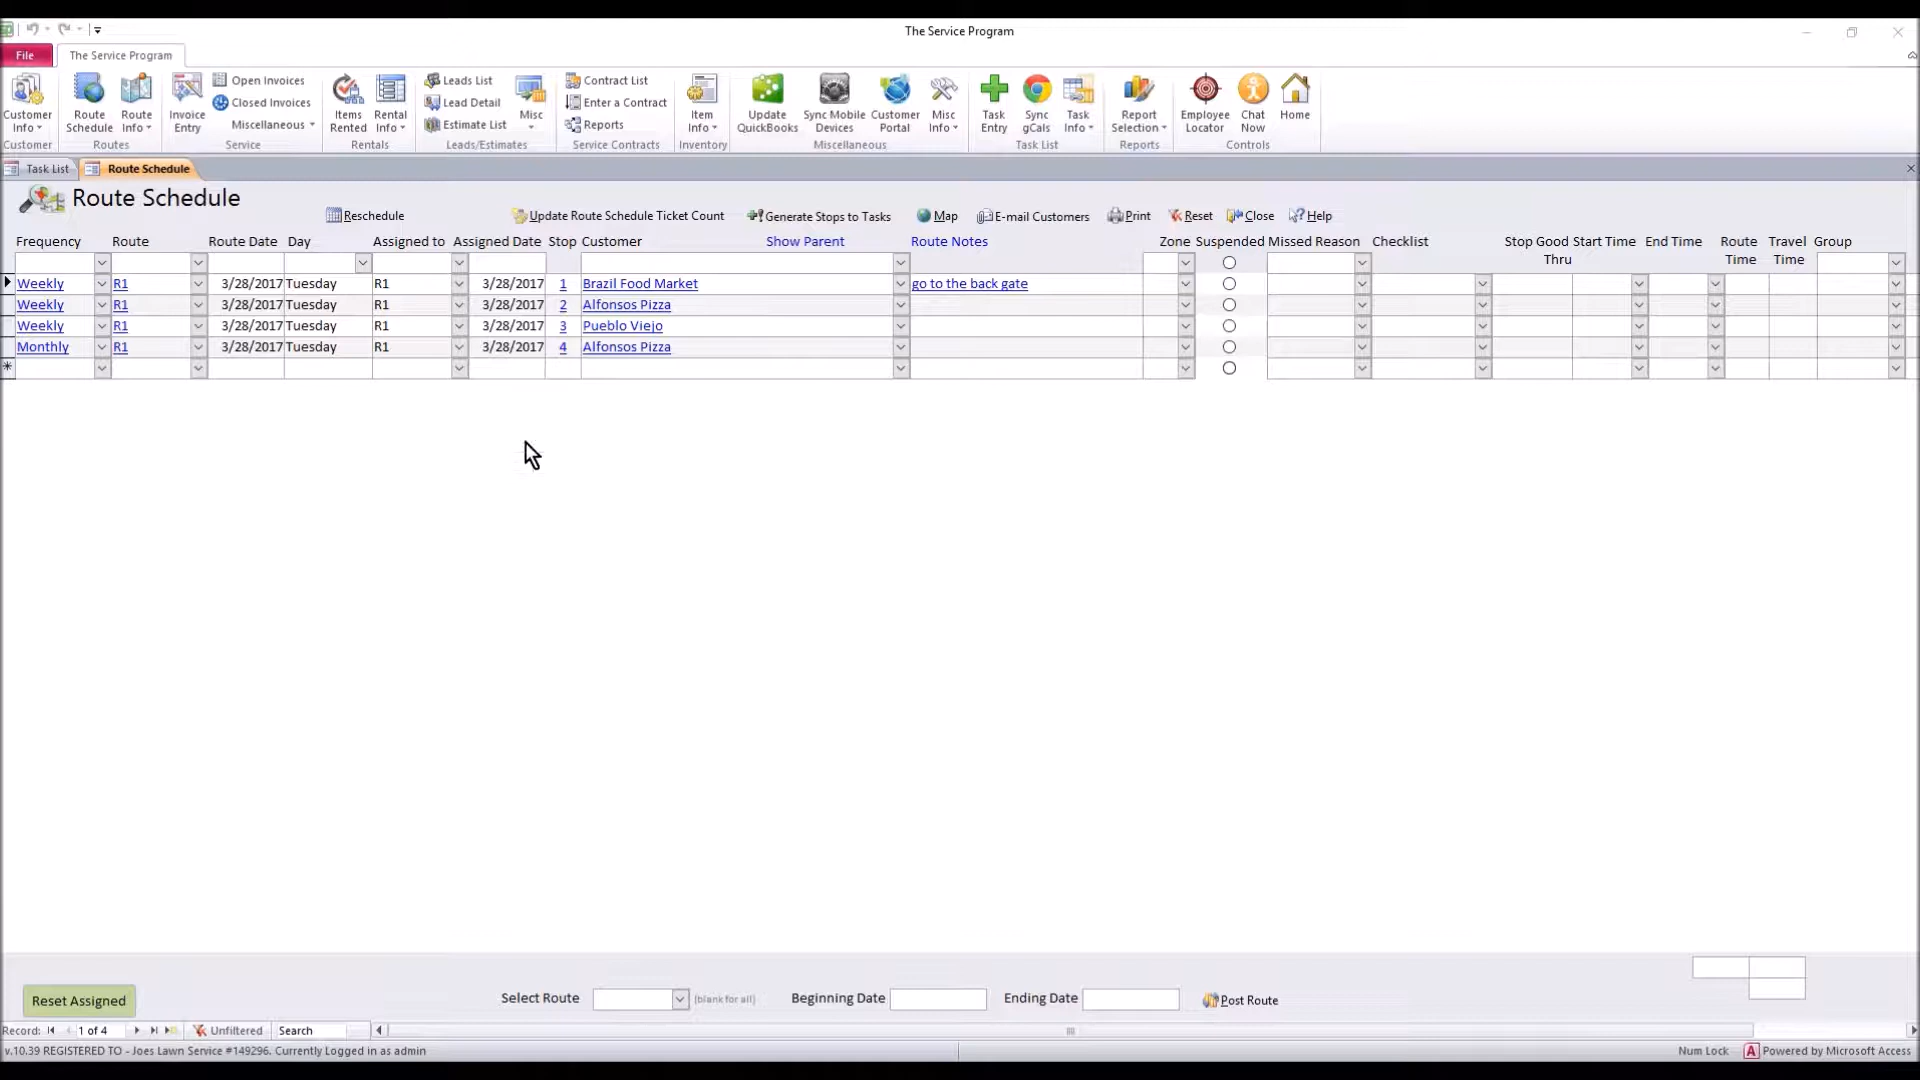 The Service Program
File The Service Program
Customer Info
Route Schedule
Route Info
Invoice Entry
Open Invoices
Closed Invoices
Miscellaneous
Items Rented
Rental Info
Leads List
Lead Detail
Estimate List
Misc
Contract List
Enter a Contract
Reports
Item Info
Update QuickBooks
Sync Mobile Devices
Customer Portal
Misc Info
Task Entry
Sync gCals
Task Info
Report Selection
Employee Locator
Chat Now
Home
Customer Routes Service Rentals Leads/Estimates Service Contracts Inventory Miscellaneous Task List Reports Controls
Task List Route Schedule
Route Schedule
Reschedule Update Route Schedule Ticket Count Generate Stops to Tasks Map E-mail Customers Print Reset Close Help
Frequency Route Route Date Day Assigned to Assigned Date Stop Customer Show Parent Route Notes Zone Suspended Missed Reason Checklist Stop Good Thru Start Time End Time Route Time Travel Time Group
Weekly R1 3/28/2017 Tuesday R1 3/28/2017 1 Brazil Food Market go to the back gate
Weekly R1 3/28/2017 Tuesday R1 3/28/2017 2 Alfonsos Pizza
Weekly R1 3/28/2017 Tuesday R1 3/28/2017 3 Pueblo Viejo
Monthly R1 3/28/2017 Tuesday R1 3/28/2017 4 Alfonsos Pizza
Reset Assigned Select Route (blank for all) Beginning Date Ending Date Post Route
Record: 1 of 4 Unfiltered Search
v.10.39 REGISTERED TO - Joes Lawn Service #149296. Currently Logged in as admin Num Lock A Powered by Microsoft Access